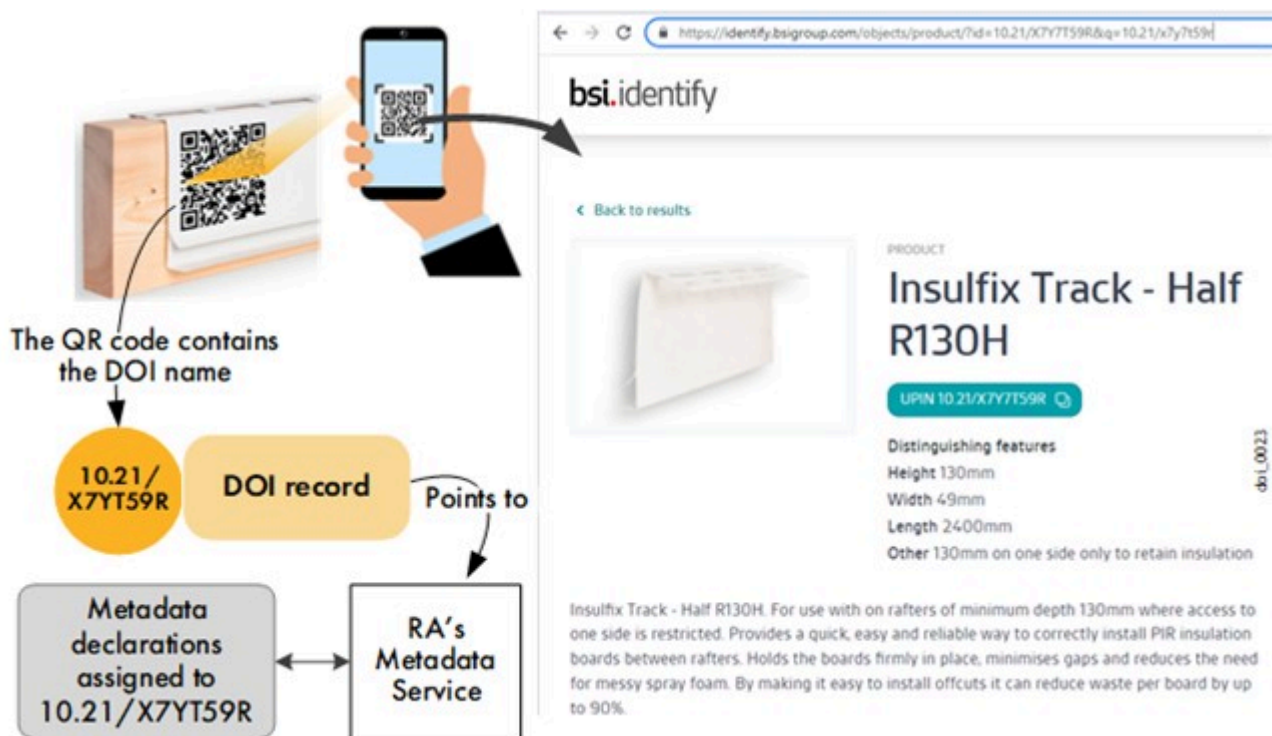 https://identify.bsigroup.com/objects/product/?id=10.21/X7Y7T59R&q=10.21/x7y7t59r
bsi.identify
Back to results
PRODUCT
Insulfix Track - Half
R130H
UPIN 10.21/X7Y7T59R
Distinguishing features
Height 130mm
Width 49mm
Length 2400mm
Other 130mm on one side only to retain insulation
Insulfix Track - Half R130H. For use with on rafters of minimum depth 130mm where access to
one side is restricted. Provides a quick, easy and reliable way to correctly install PIR insulation
boards between rafters. Holds the boards firmly in place, minimises gaps and reduces the need
for messy spray foam. By making it easy to install offcuts it can reduce waste per board by up
to 90%.
doi_0023
The QR code contains
the DOI name
10.21/
X7YT59R
DOI record
Points to
Metadata
declarations
assigned to
10.21/X7YT59R
RA's
Metadata
Service